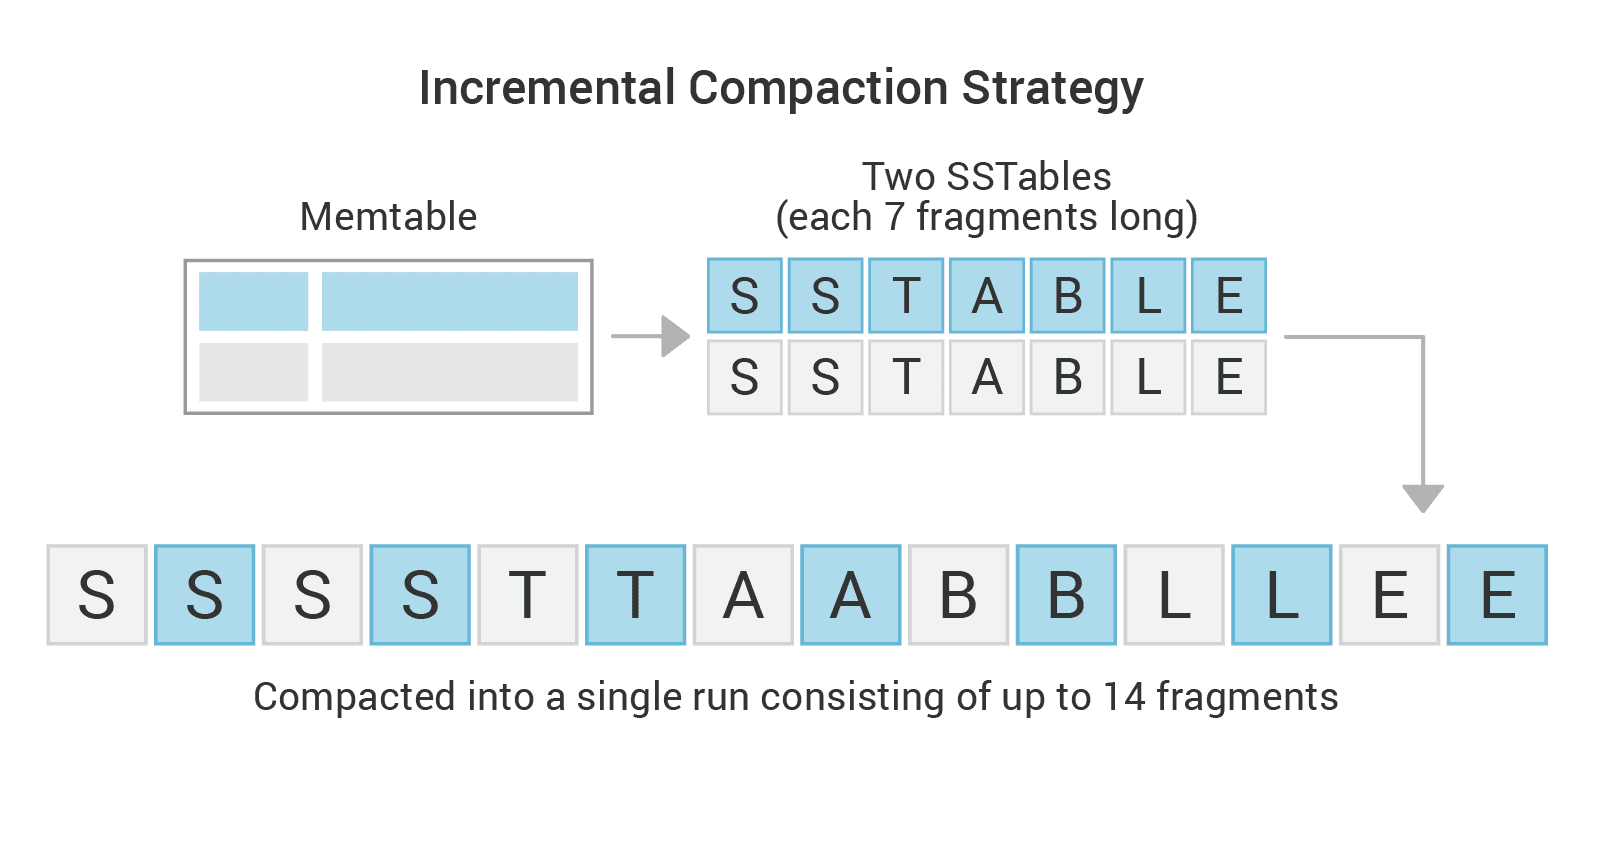 Incremental Compaction Strategy
Memtable
Two SSTables
(each 7 fragments long)
S S T A B L E
S S T A B L E
S S S S T T A A B B L L E E
Compacted into a single run consisting of up to 14 fragments